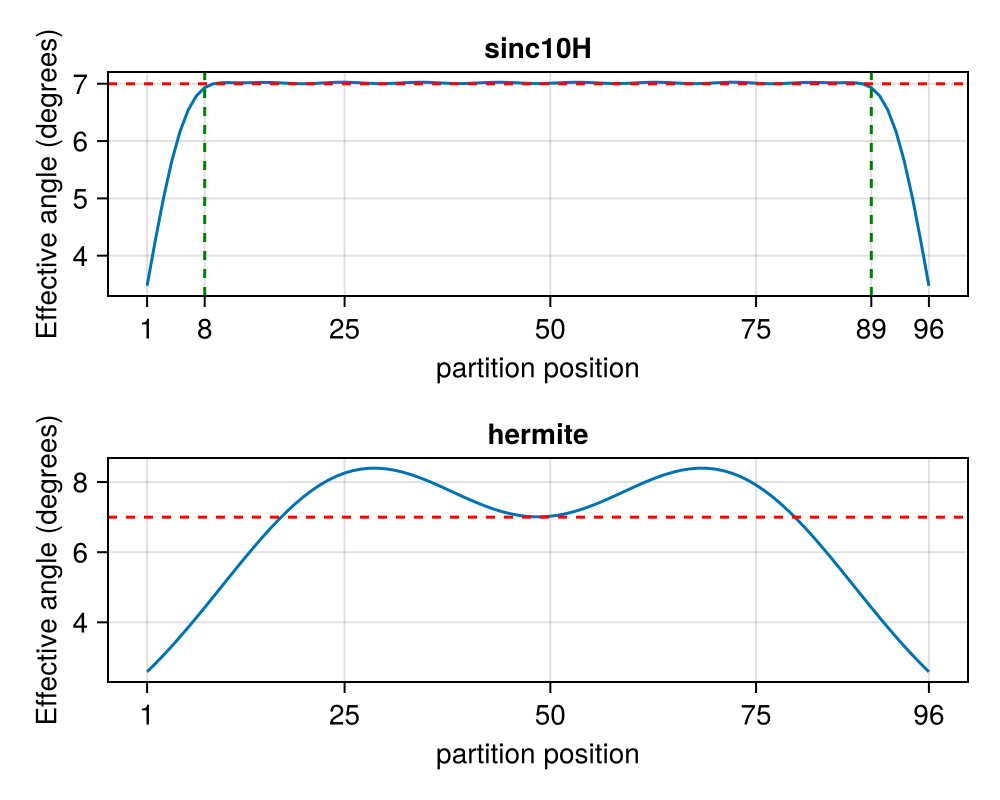 sinc10H
Effective angle (degrees)
7
6
5
4
1 8 25 50 75 89 96
partition position
hermite
Effective angle (degrees)
8
6
4
1 25 50 75 96
partition position